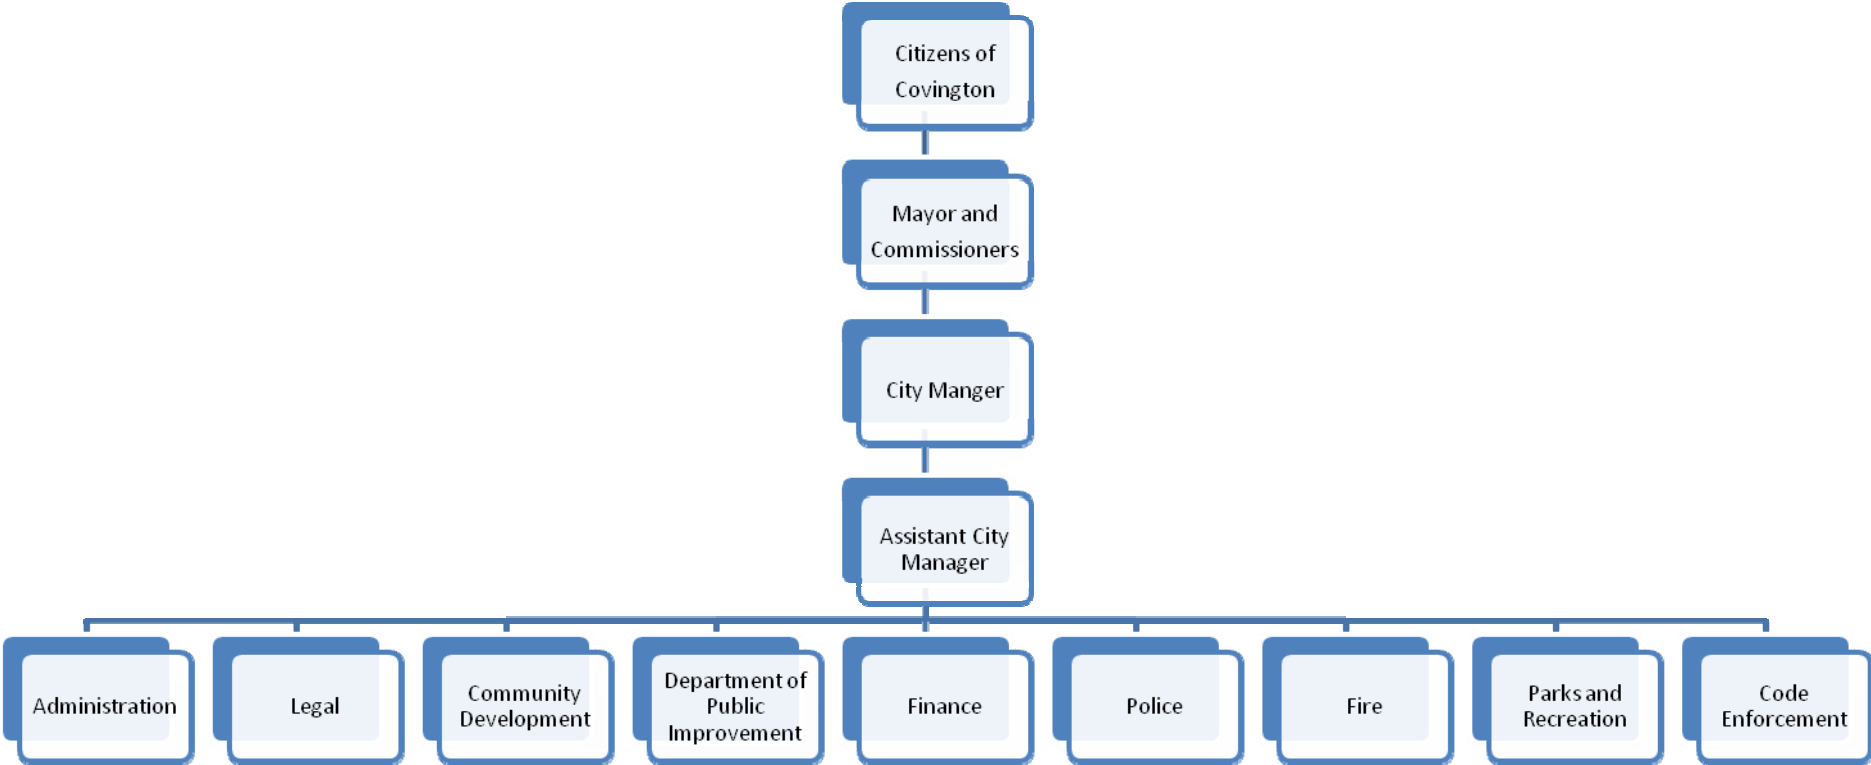 Citizens of
Covington
Mayor and
Commissioners
City Manger
Assistant City
Manager
Administration
Legal
Community
Development
Department of
Public
Improvement
Finance
Police
Fire
Parks and
Recreation
Code
Enforcement